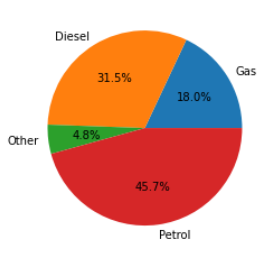 Diesel
31.5%
Gas
18.0%
Other
4.8%
45.7%
Petrol